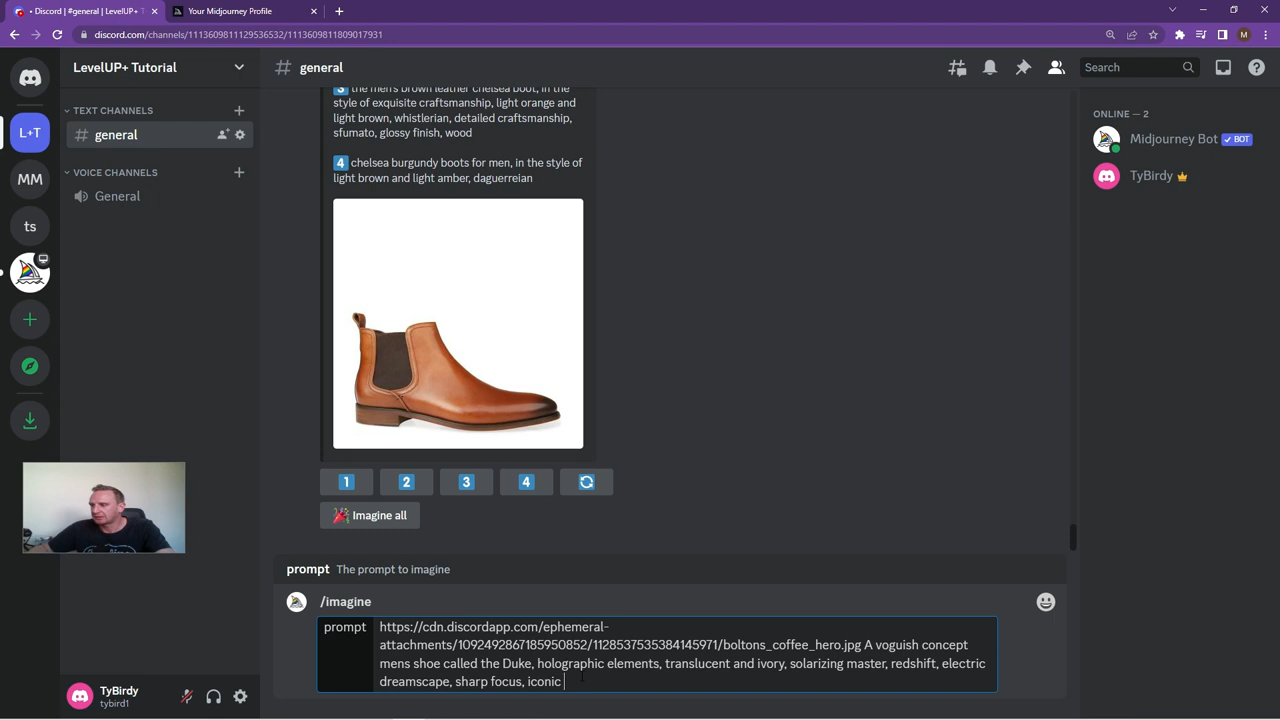 • Discord | #general | LevelUP+ T
Your Midjourney Profile
discord.com/channels/1113609811129536532/1113609811809017931
M
LevelUP+ Tutorial
# general
Search
TEXT CHANNELS
# general
L+T
VOICE CHANNELS
General
MM
ts
3 the men's brown leather chelsea boot, in the
style of exquisite craftsmanship, light orange and
light brown, whistlerian, detailed craftsmanship,
sfumato, glossy finish, wood
4 chelsea burgundy boots for men, in the style of
light brown and light amber, daguerreian
1 2 3 4
Imagine all
ONLINE — 2
Midjourney Bot ✓ BOT
TyBirdy
prompt The prompt to imagine
/imagine
prompt https://cdn.discordapp.com/ephemeral-
attachments/1092492867185950852/1128537535384145971/boltons_coffee_hero.jpg A voguish concept
mens shoe called the Duke, holographic elements, translucent and ivory, solarizing master, redshift, electric
dreamscape, sharp focus, iconic
TyBirdy
tybird1